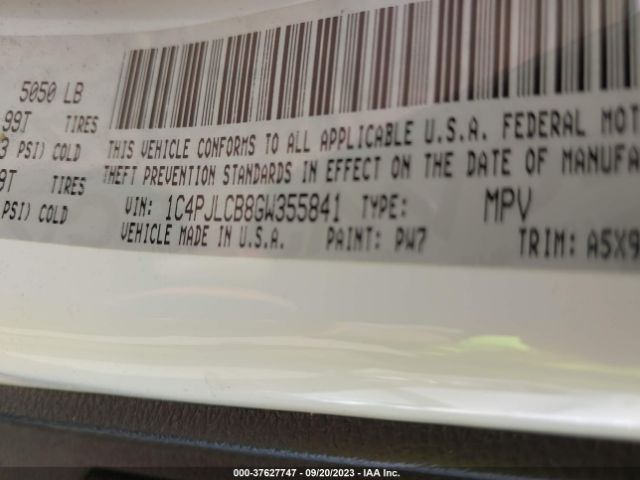 5050 LB
99T TIRES
3 PSI) COLD
9T TIRES
PSI) COLD
THIS VEHICLE CONFORMS TO ALL APPLICABLE U.S.A. FEDERAL MOT
THEFT PREVENTION STANDARDS IN EFFECT ON THE DATE OF MANUFA
VIN: 1C4PJLCB8GW355841 TYPE: MPV
VEHICLE MADE IN U.S.A. PAINT: PW7 TRIM: A5X9
000-37627747 - 09/20/2023 - IAA Inc.